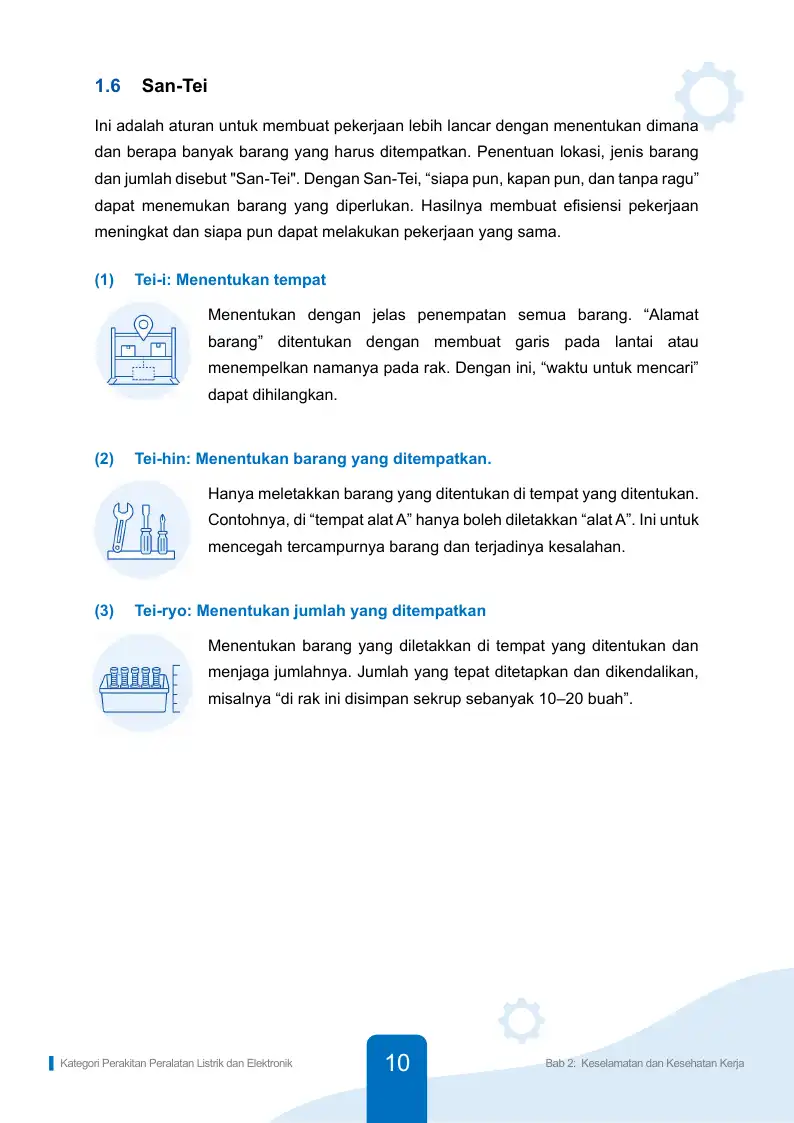 1.6 San-Tei
Ini adalah aturan untuk membuat pekerjaan lebih lancar dengan menentukan dimana
dan berapa banyak barang yang harus ditempatkan. Penentuan lokasi, jenis barang
dan jumlah disebut "San-Tei". Dengan San-Tei, “siapa pun, kapan pun, dan tanpa ragu”
dapat menemukan barang yang diperlukan. Hasilnya membuat efisiensi pekerjaan
meningkat dan siapa pun dapat melakukan pekerjaan yang sama.
(1) Tei-i: Menentukan tempat
Menentukan dengan jelas penempatan semua barang. “Alamat
barang” ditentukan dengan membuat garis pada lantai atau
menempelkan namanya pada rak. Dengan ini, “waktu untuk mencari”
dapat dihilangkan.
(2) Tei-hin: Menentukan barang yang ditempatkan.
Hanya meletakkan barang yang ditentukan di tempat yang ditentukan.
Contohnya, di “tempat alat A” hanya boleh diletakkan “alat A”. Ini untuk
mencegah tercampurnya barang dan terjadinya kesalahan.
(3) Tei-ryo: Menentukan jumlah yang ditempatkan
Menentukan barang yang diletakkan di tempat yang ditentukan dan
menjaga jumlahnya. Jumlah yang tepat ditetapkan dan dikendalikan,
misalnya “di rak ini disimpan sekrup sebanyak 10–20 buah”.
Kategori Perakitan Peralatan Listrik dan Elektronik
10
Bab 2: Keselamatan dan Kesehatan Kerja